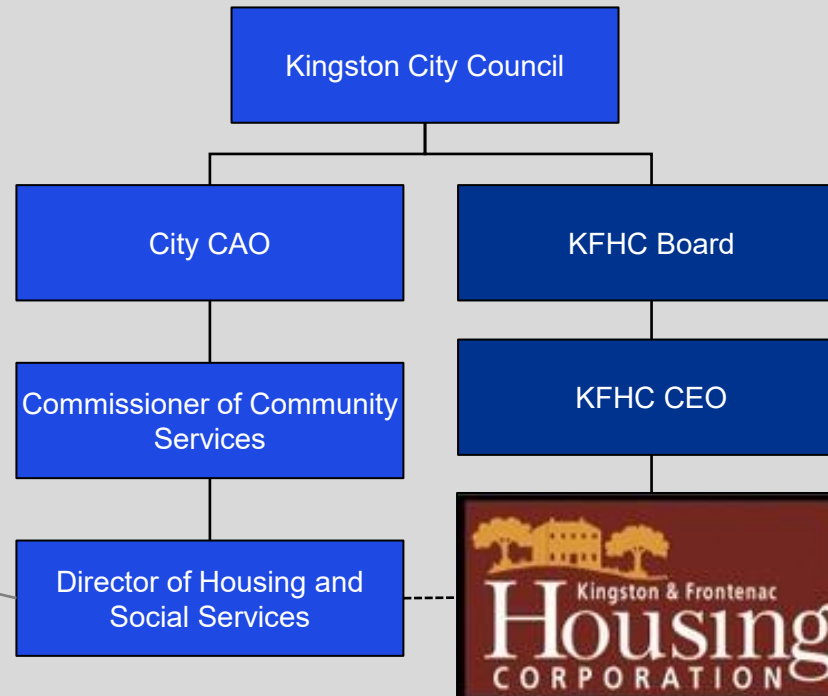 Kingston City Council
City CAO
KFHC Board
Commissioner of Community
Services
KFHC CEO
Director of Housing and
Social Services
Kingston & Frontenac
Housing
CORPORATION